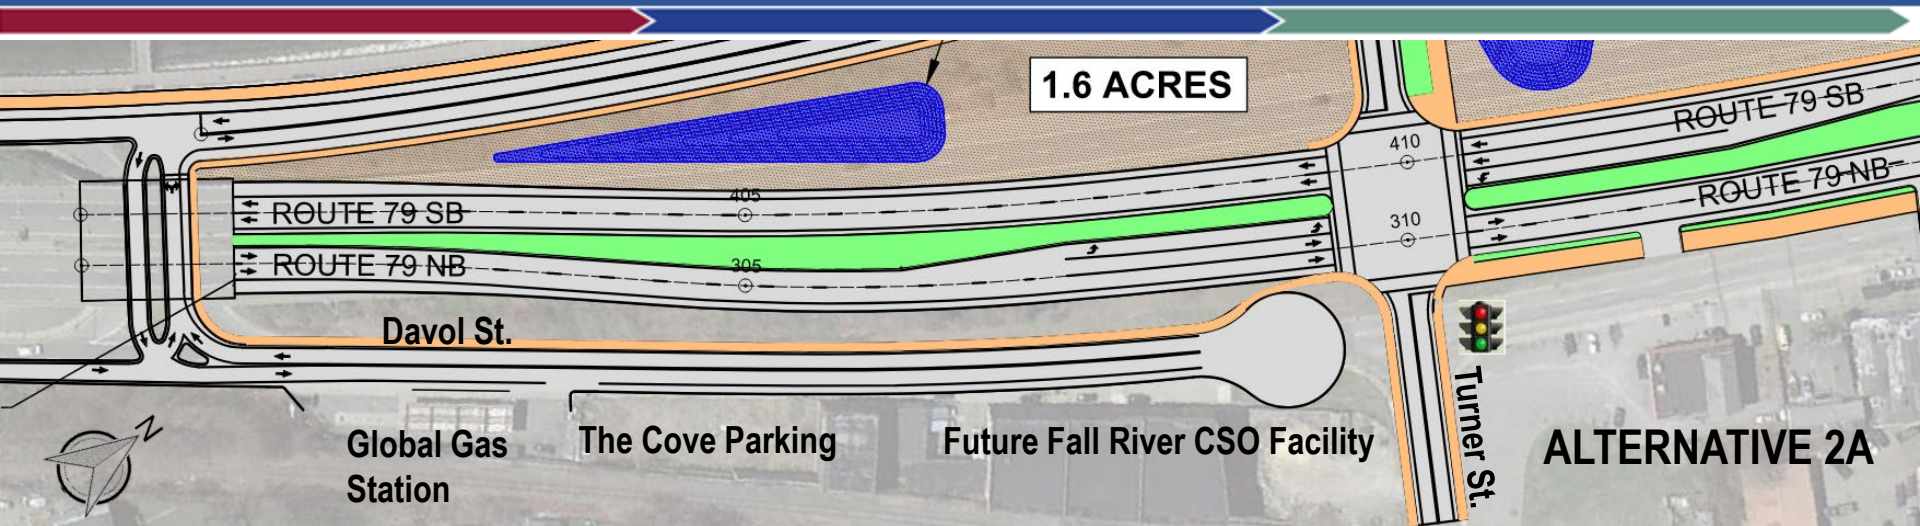 1.6 ACRES
ROUTE 79 SB
410
405
ROUTE 79 SB
ROUTE 79 NB
310
ROUTE 79 NB
305
Davol St.
Turner St.
N
Global Gas
Station
The Cove Parking
Future Fall River CSO Facility
ALTERNATIVE 2A